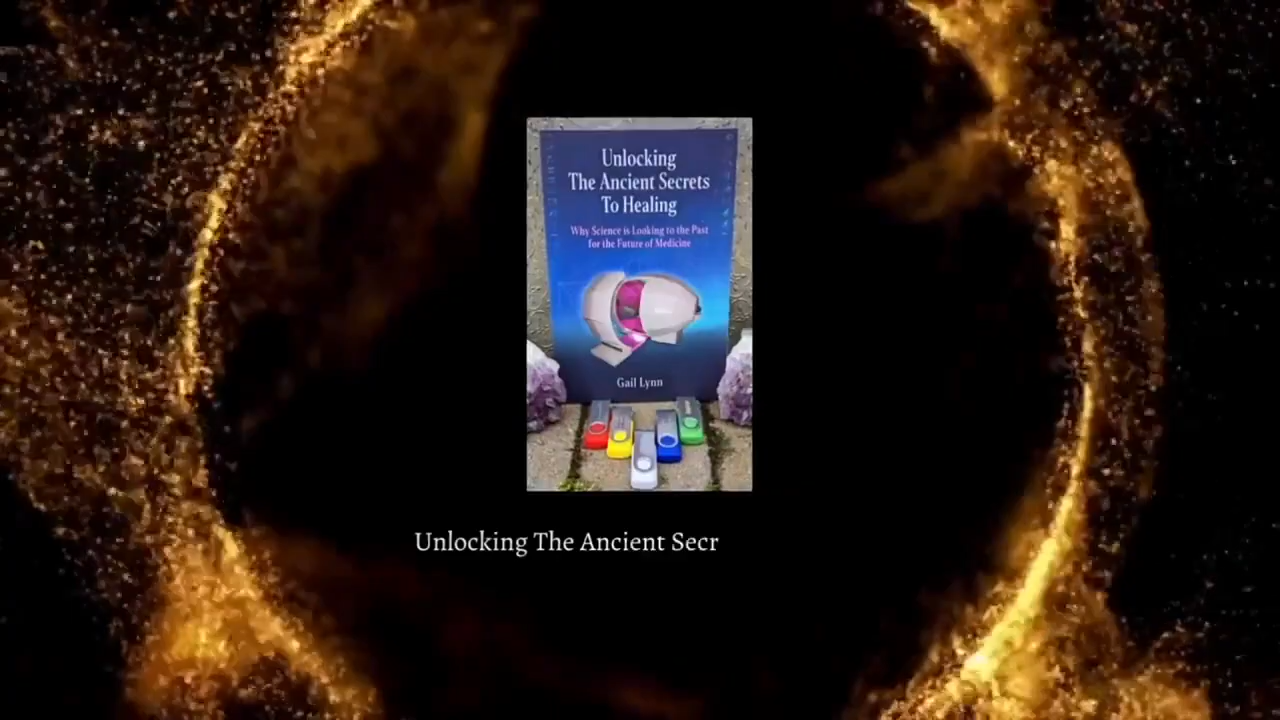 Unlocking
The Ancient Secrets
To Healing
Why Science is Looking to the Past
for the Future of Medicine
Gail Lynn
Unlocking The Ancient Secr